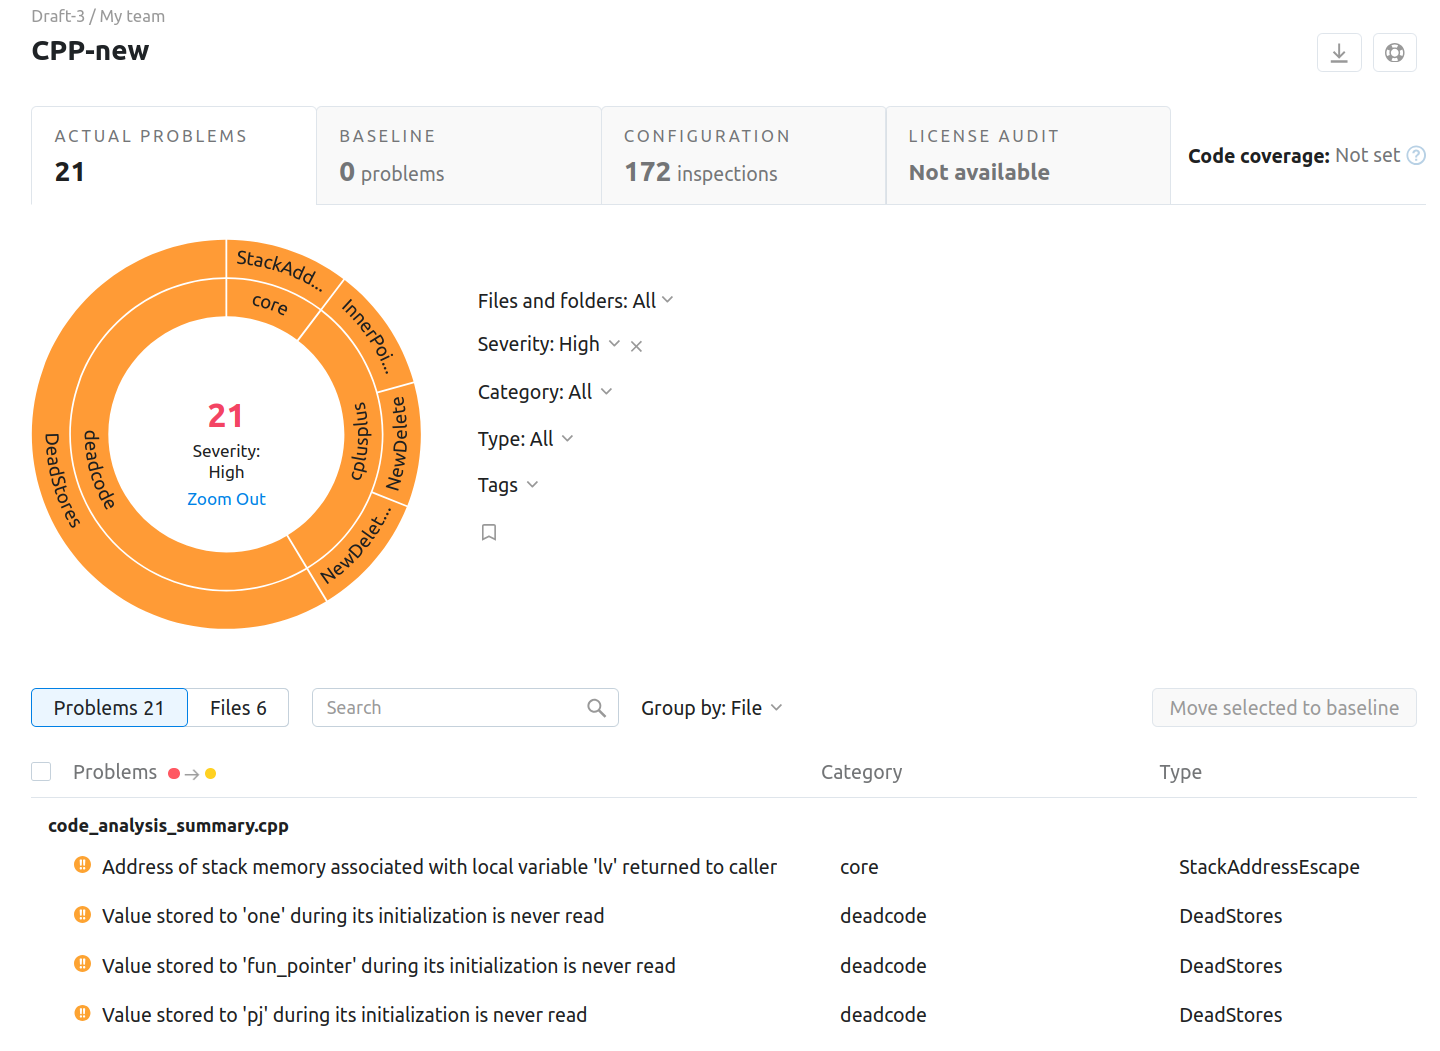 Draft-3 / My team
CPP-new
ACTUAL PROBLEMS
21
BASELINE
0 problems
CONFIGURATION
172 inspections
LICENSE AUDIT
Not available
Code coverage: Not set ?
StackAdd...
core
InnerPoi...
cplusplus
NewDelete
NewDelet...
deadcode
DeadStores
21
Severity:
High
Zoom Out
Files and folders: All
Severity: High
Category: All
Type: All
Tags
Problems 21
Files 6
Search
Group by: File
Move selected to baseline
Problems
Category
Type
code_analysis_summary.cpp
Address of stack memory associated with local variable 'lv' returned to caller core StackAddressEscape
Value stored to 'one' during its initialization is never read deadcode DeadStores
Value stored to 'fun_pointer' during its initialization is never read deadcode DeadStores
Value stored to 'pj' during its initialization is never read deadcode DeadStores